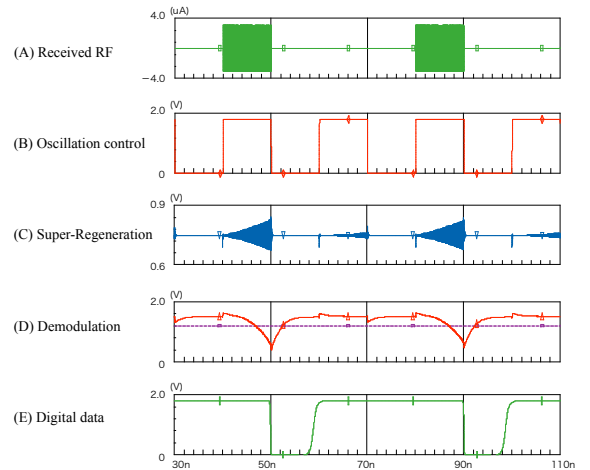 (uA)
4.0
(A) Received RF
−4.0
(V)
2.0
(B) Oscillation control
0
(V)
0.9
(C) Super-Regeneration
0.6
(V)
2.0
(D) Demodulation
0
(V)
2.0
(E) Digital data
0
30n 50n 70n 90n 110n